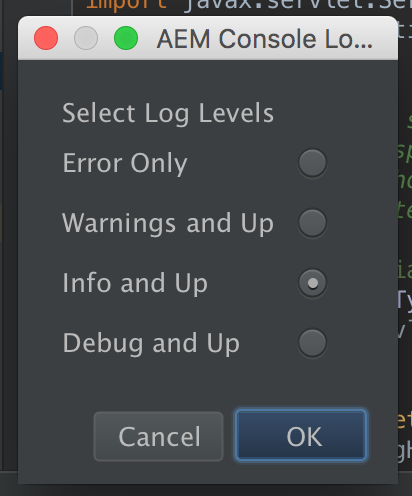 import javax.servlet.Se
AEM Console Lo...
Select Log Levels
Error Only
Warnings and Up
Info and Up
Debug and Up
Cancel
OK